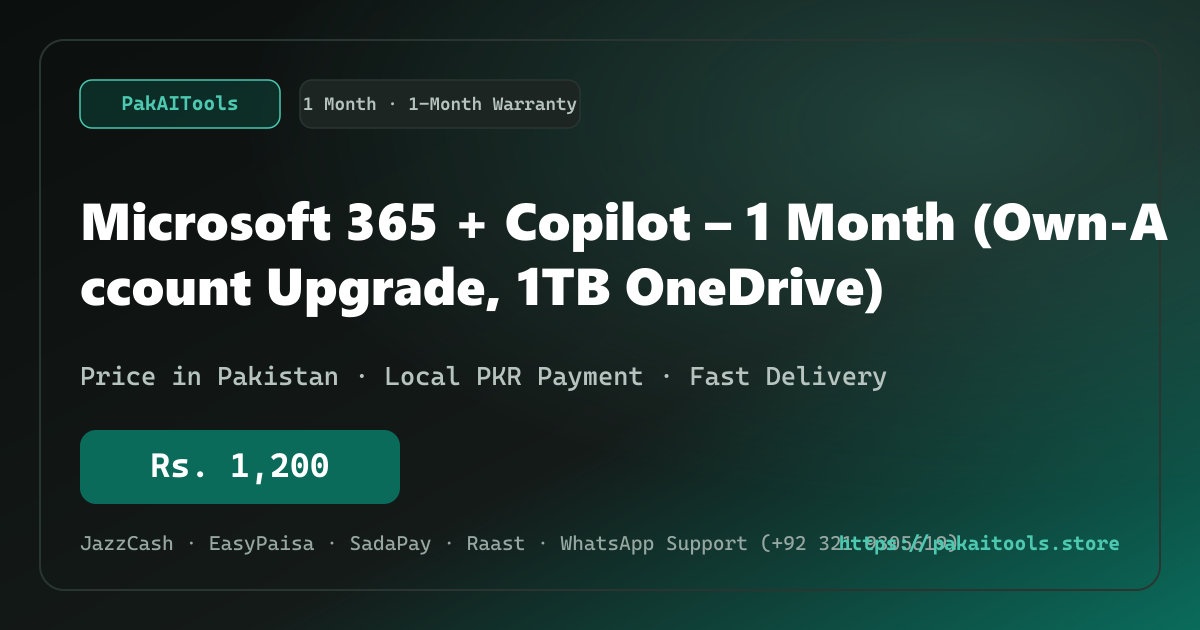 PakAITools
1 Month · 1-Month Warranty
Microsoft 365 + Copilot – 1 Month (Own-A
ccount Upgrade, 1TB OneDrive)
Price in Pakistan · Local PKR Payment · Fast Delivery
Rs. 1,200
JazzCash · EasyPaisa · SadaPay · Raast · WhatsApp Support (+92 321
https://pakaitools.store